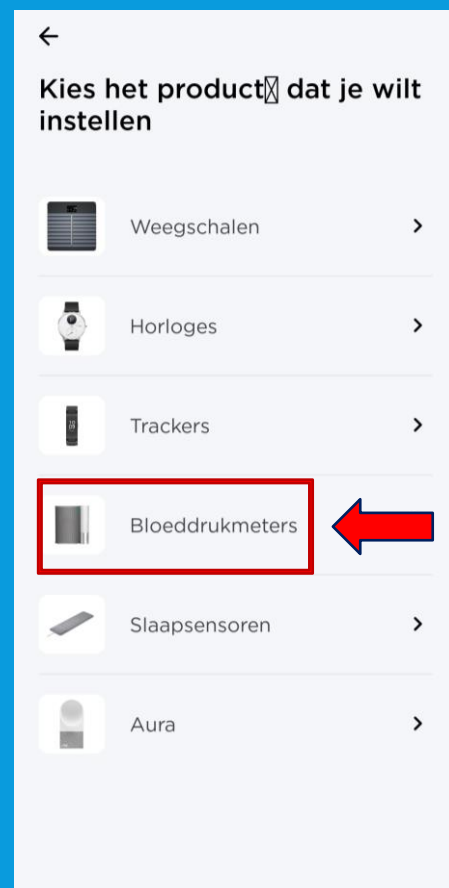 Kies het product▯ dat je wilt
instellen
Weegschalen
Horloges
Trackers
Bloeddrukmeters
Slaapsensoren
Aura